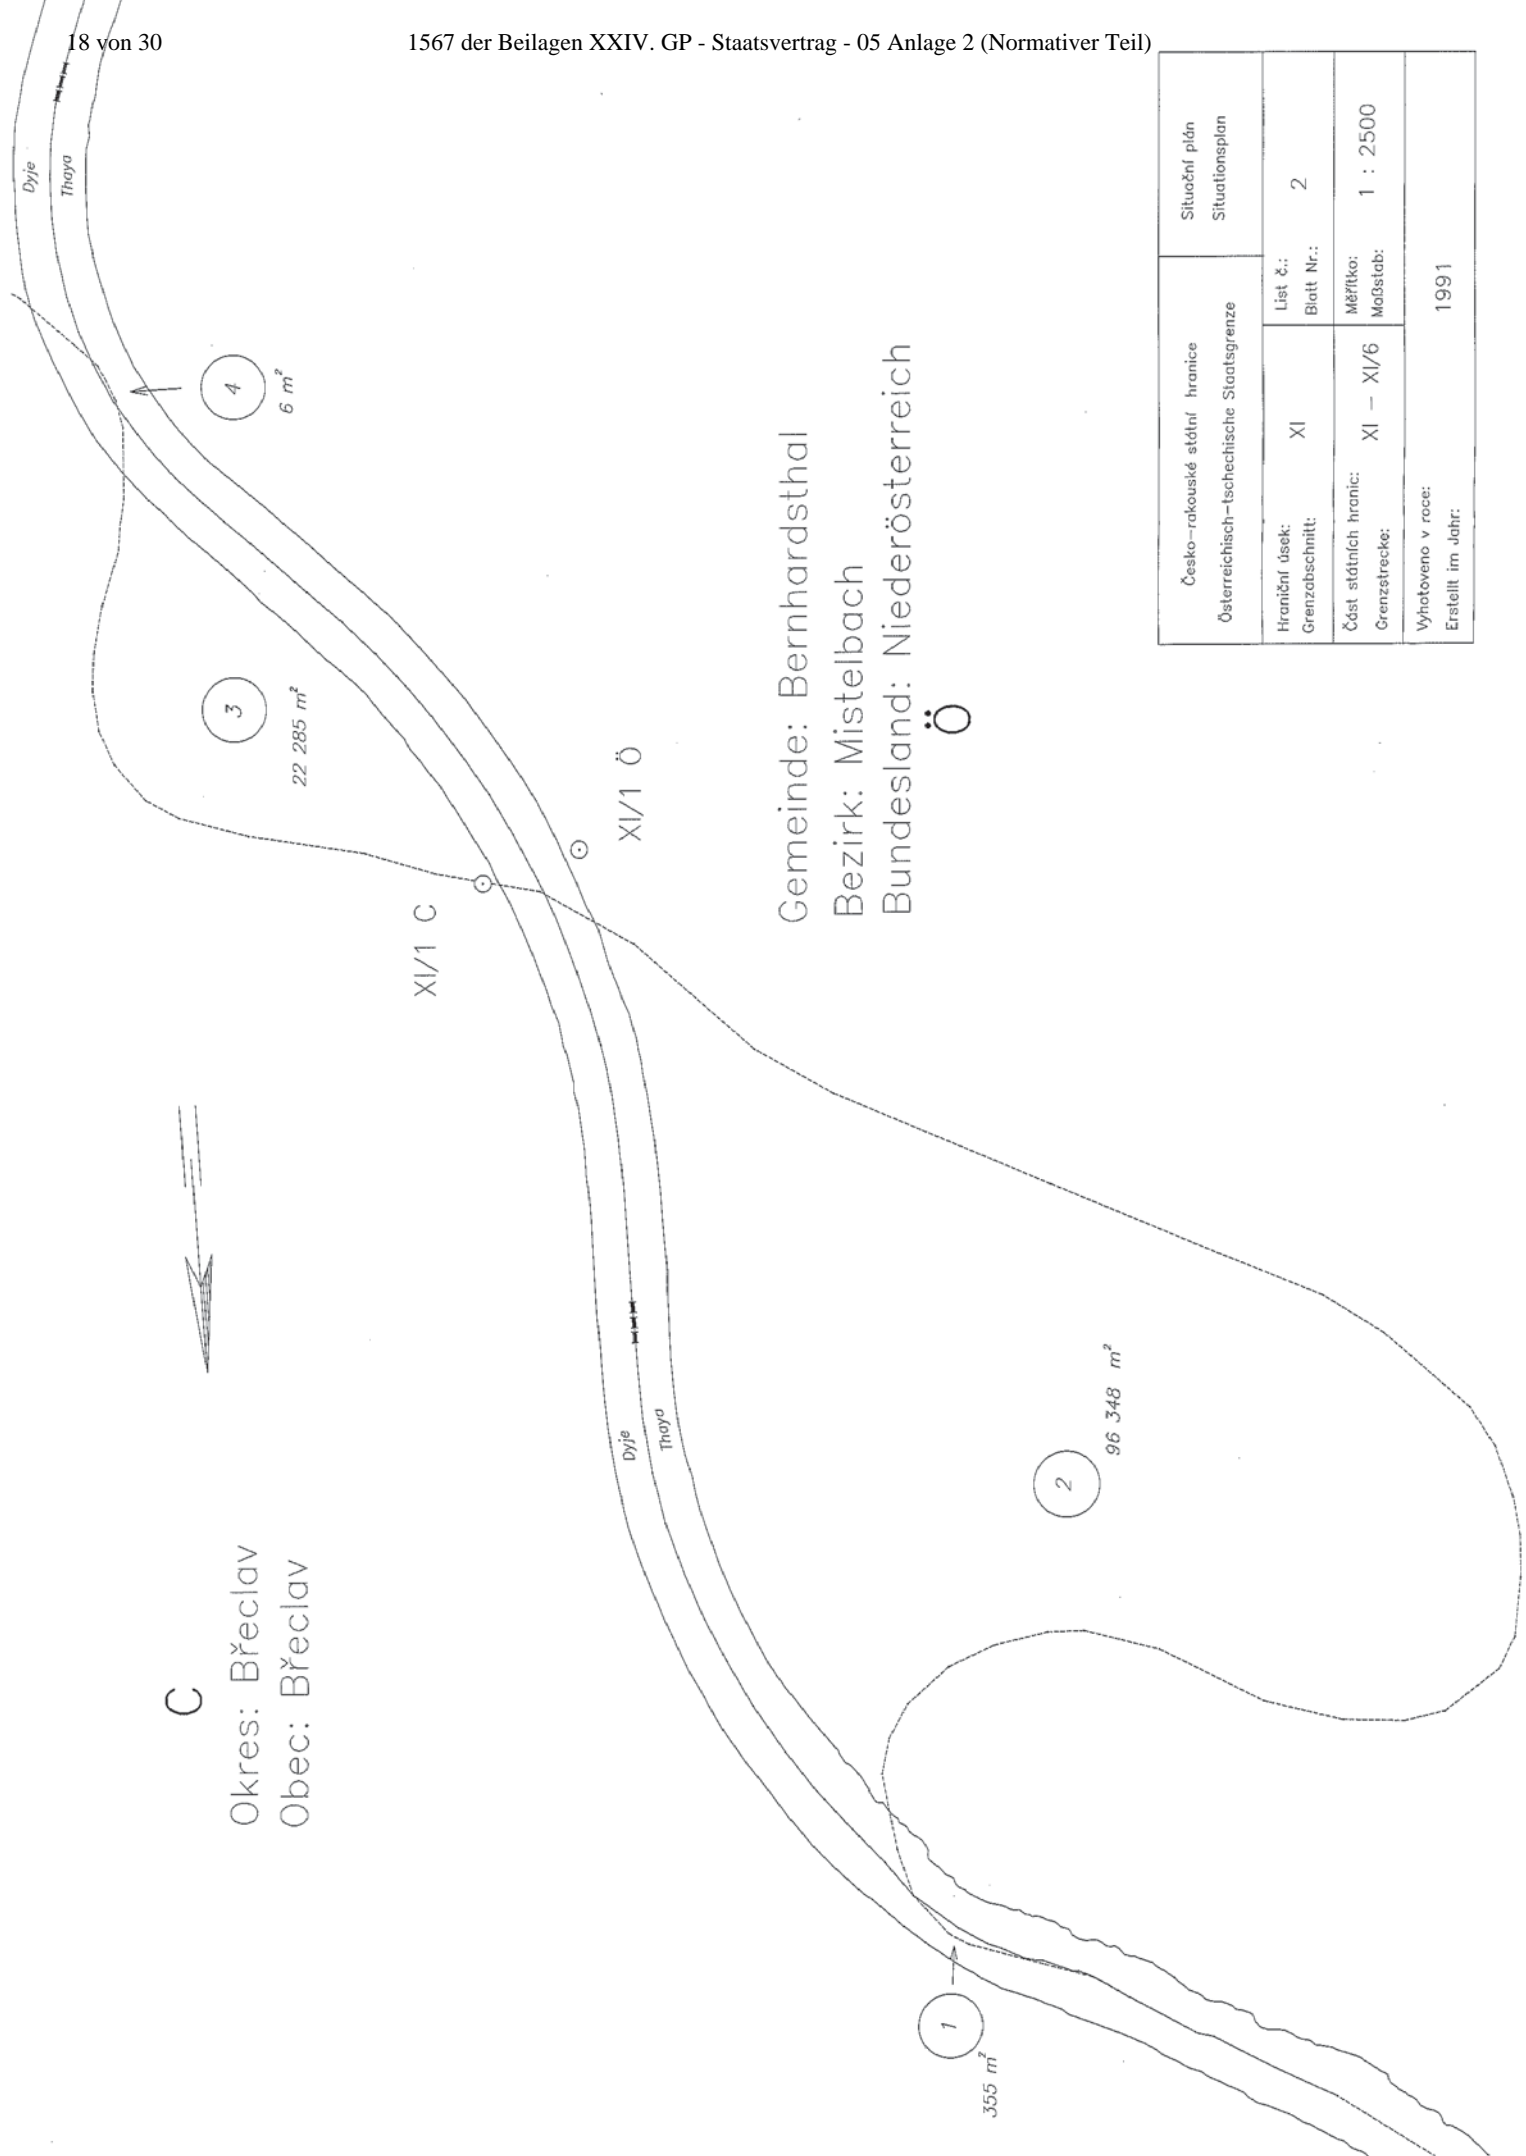 18 von 30
1567 der Beilagen XXIV. GP - Staatsvertrag - 05 Anlage 2 (Normativer Teil)
Dyje
Thaya
4
6 m²
3
22 285 m²
XI/1 Ö
XI/1 C
Gemeinde: Bernhardsthal
Bezirk: Mistelbach
Bundesland: Niederösterreich
Ö
Česko-rakouské státní hranice
Österreichisch-tschechische Staatsgrenze
Situační plán
Situationsplan
Hraniční úsek:
Grenzabschnitt: XI
List č.:
Blatt Nr.: 2
Část státních hranic:
Grenzstrecke: XI – XI/6
Měřítko:
Maßstab: 1 : 2500
Vyhotoveno v roce:
Erstellt im Jahr: 1991
C
Okres: Břeclav
Obec: Břeclav
Dyje
Thaya
2
96 348 m²
1
355 m²